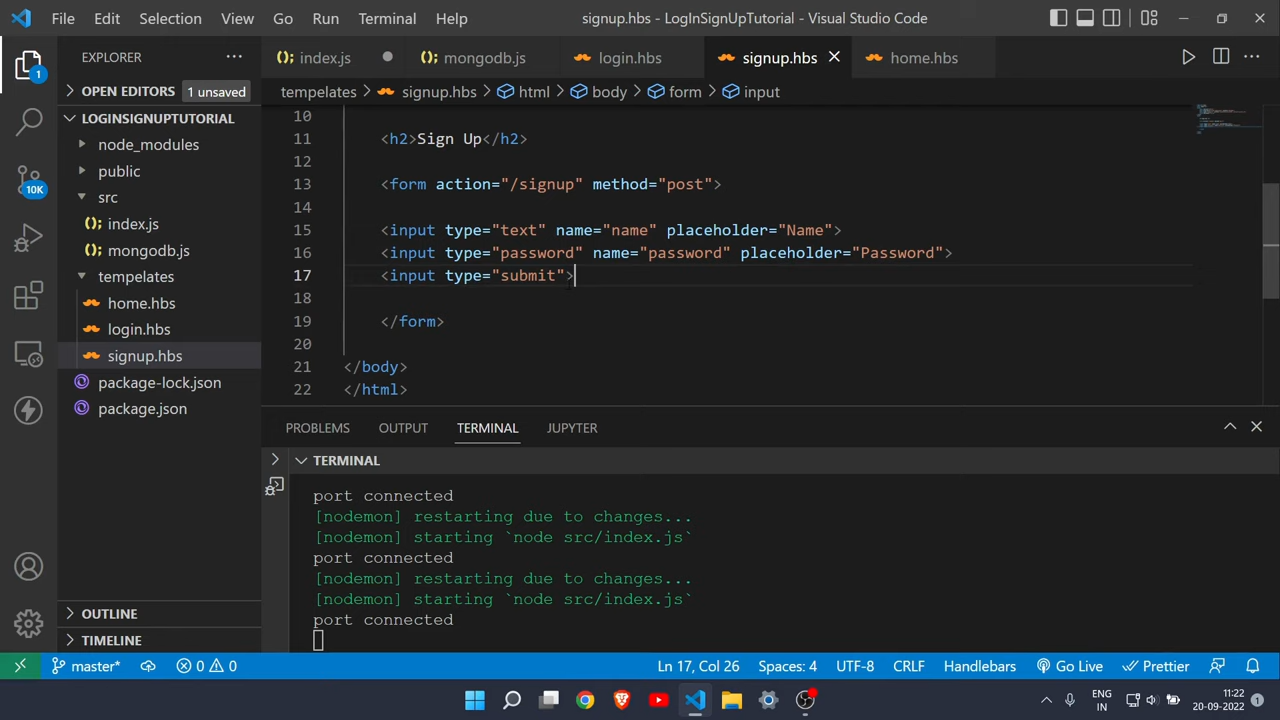 File Edit Selection View Go Run Terminal Help signup.hbs - LogInSignUpTutorial - Visual Studio Code
EXPLORER
index.js mongodb.js login.hbs signup.hbs home.hbs
OPEN EDITORS 1 unsaved
tempelates > signup.hbs > html > body > form > input
LOGINSIGNUPTUTORIAL
node_modules
public
src
index.js
mongodb.js
tempelates
home.hbs
login.hbs
signup.hbs
package-lock.json
package.json
OUTLINE
TIMELINE
1
10K
10
11 <h2>Sign Up</h2>
12
13 <form action="/signup" method="post">
14
15 <input type="text" name="name" placeholder="Name">
16 <input type="password" name="password" placeholder="Password">
17 <input type="submit">
18
19 </form>
20
21 </body>
22 </html>
PROBLEMS OUTPUT TERMINAL JUPYTER
TERMINAL
port connected
[nodemon] restarting due to changes...
[nodemon] starting `node src/index.js`
port connected
[nodemon] restarting due to changes...
[nodemon] starting `node src/index.js`
port connected
master* 0 0 Ln 17, Col 26 Spaces: 4 UTF-8 CRLF Handlebars Go Live Prettier
ENG
IN
11:22
20-09-2022
1